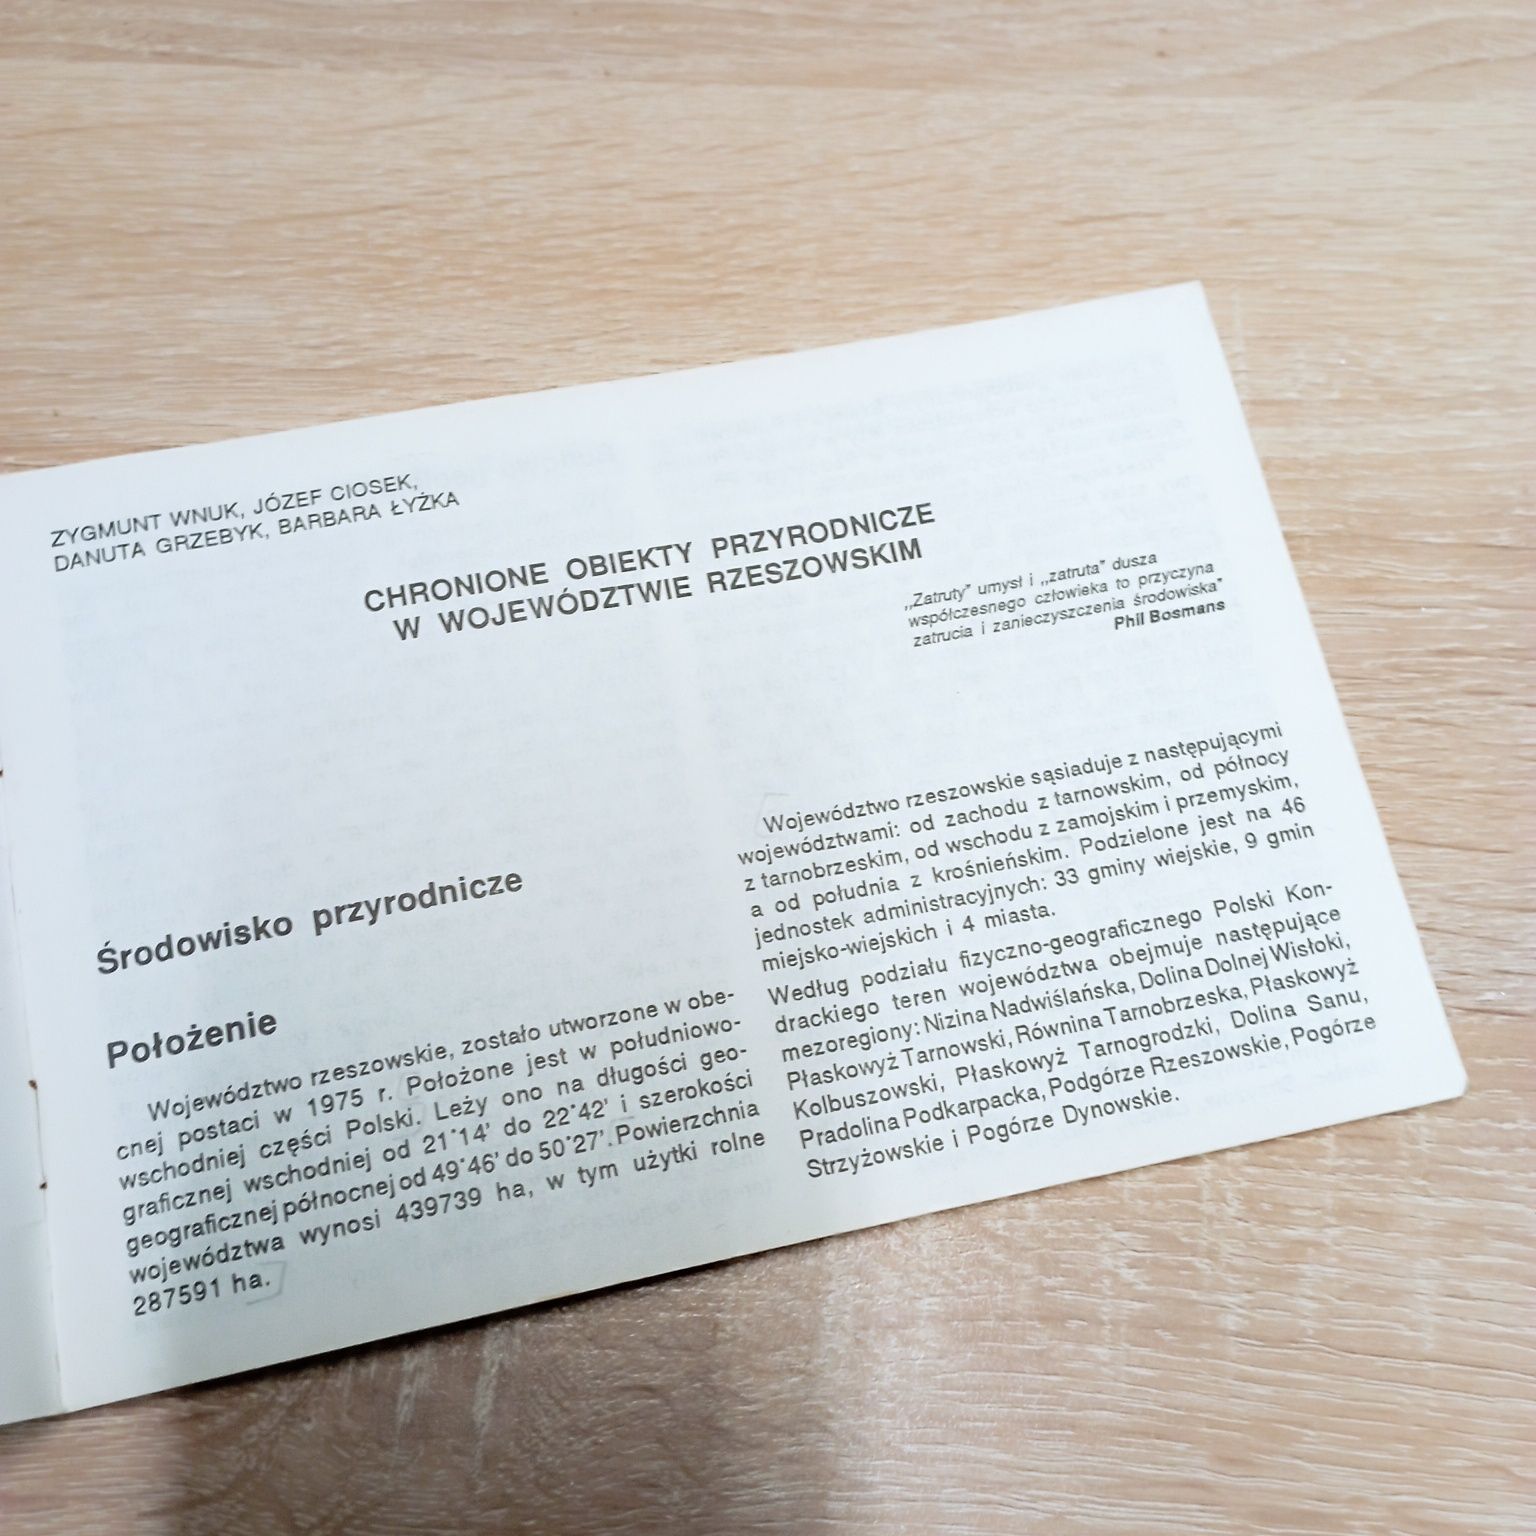 ZYGMUNT WNUK, JÓZEF CIOSEK,
DANUTA GRZEBYK, BARBARA ŁYŻKA
CHRONIONE OBIEKTY PRZYRODNICZE
W WOJEWÓDZTWIE RZESZOWSKIM
„Zatruty” umysł i „zatruta” dusza
współczesnego człowieka to przyczyna
zatrucia i zanieczyszczenia środowiska”
Phil Bosmans
Środowisko przyrodnicze
Położenie
Województwo rzeszowskie, zostało utworzone w obe-
cnej postaci w 1975 r. Położone jest w południowo-
wschodniej części Polski. Leży ono na długości geo-
graficznej wschodniej od 21°14’ do 22°42’ i szerokości
geograficznej północnej od 49°46’ do 50°27’. Powierzchnia
województwa wynosi 439739 ha, w tym użytki rolne
287591 ha.
Województwo rzeszowskie sąsiaduje z następującymi
województwami: od zachodu z tarnowskim, od północy
z tarnobrzeskim, od wschodu z zamojskim i przemyskim,
a od południa z krośnieńskim. Podzielone jest na 46
jednostek administracyjnych: 33 gminy wiejskie, 9 gmin
miejsko-wiejskich i 4 miasta.
Według podziału fizyczno-geograficznego Polski Kon-
drackiego teren województwa obejmuje następujące
mezoregiony: Nizina Nadwiślańska, Dolina Dolnej Wisłoki,
Płaskowyż Tarnowski, Równina Tarnobrzeska, Płaskowyż
Kolbuszowski, Płaskowyż Tarnogrodzki, Dolina Sanu,
Pradolina Podkarpacka, Podgórze Rzeszowskie, Pogórze
Strzyżowskie i Pogórze Dynowskie.